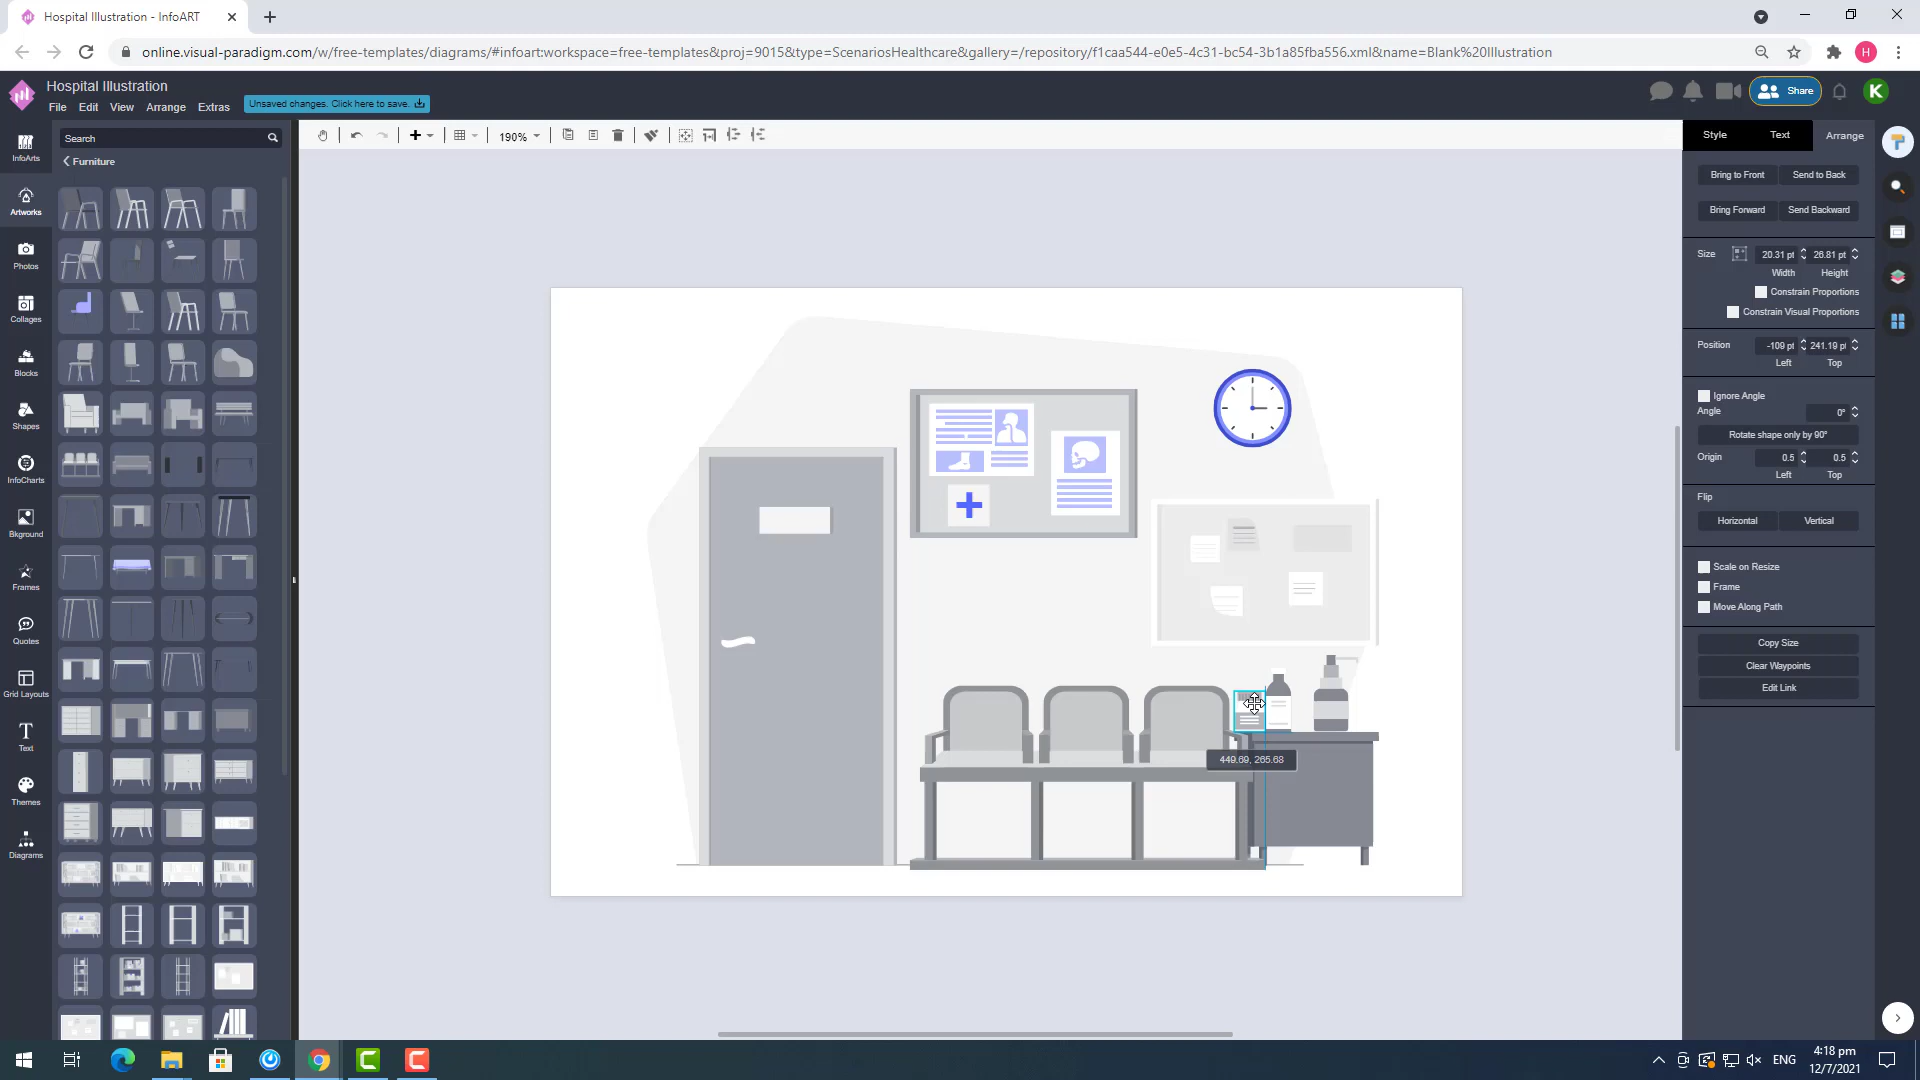 Hospital Illustration - InfoART
online.visual-paradigm.com/w/free-templates/diagrams/#infoart:workspace=free-templates&proj=9015&type=ScenariosHealthcare&gallery=/repository/f1caa544-e0e5-4c31-bc54-3b1a85fba556.xml&name=Blank%20Illustration
H
Hospital Illustration
File Edit View Arrange Extras
Unsaved changes. Click here to save.
Share
K
InfoArts
Artworks
Photos
Collages
Blocks
Shapes
InfoCharts
Bkground
Frames
Quotes
Grid Layouts
Text
Themes
Diagrams
Search
Furniture
190%
449.69, 265.68
Style Text Arrange
Bring to Front Send to Back
Bring Forward Send Backward
Size 20.31 pt 26.81 pt
Width Height
Constrain Proportions
Constrain Visual Proportions
Position -109 pt 241.19 pt
Left Top
Ignore Angle
Angle 0°
Rotate shape only by 90°
Origin 0.5 0.5
Left Top
Flip
Horizontal Vertical
Scale on Resize
Frame
Move Along Path
Copy Size
Clear Waypoints
Edit Link
ENG
4:18 pm
12/7/2021